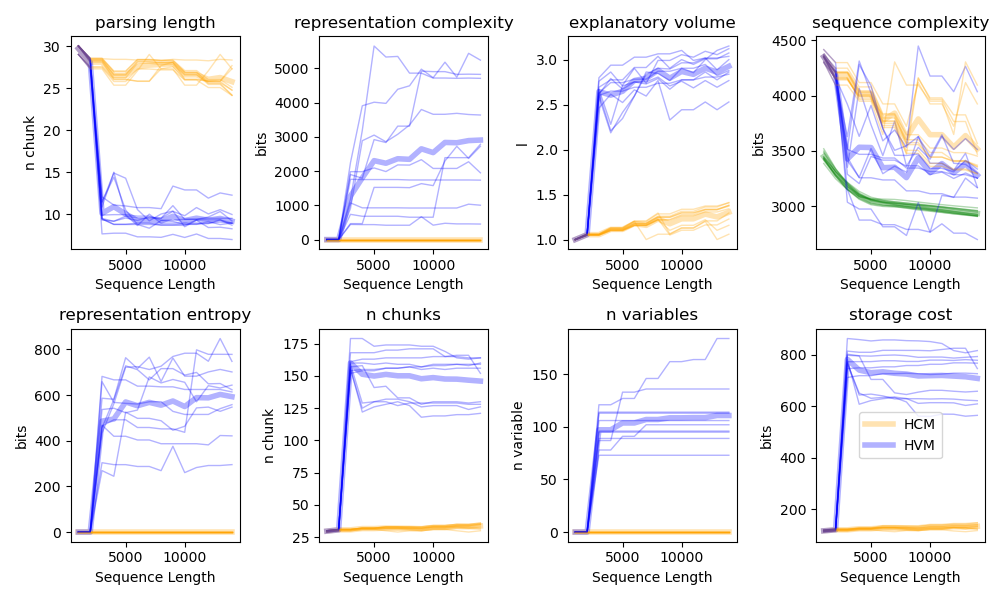 parsing length
30
25
20
15
10
n chunk
5000 10000
Sequence Length
representation complexity
5000
4000
3000
2000
1000
0
bits
5000 10000
Sequence Length
explanatory volume
3.0
2.5
2.0
1.5
1.0
l
5000 10000
Sequence Length
sequence complexity
4500
4000
3500
3000
bits
5000 10000
Sequence Length
representation entropy
800
600
400
200
0
bits
5000 10000
Sequence Length
n chunks
175
150
125
100
75
50
25
n chunk
5000 10000
Sequence Length
n variables
150
100
50
0
n variable
5000 10000
Sequence Length
storage cost
800
600
400
200
bits
HCM
HVM
5000 10000
Sequence Length